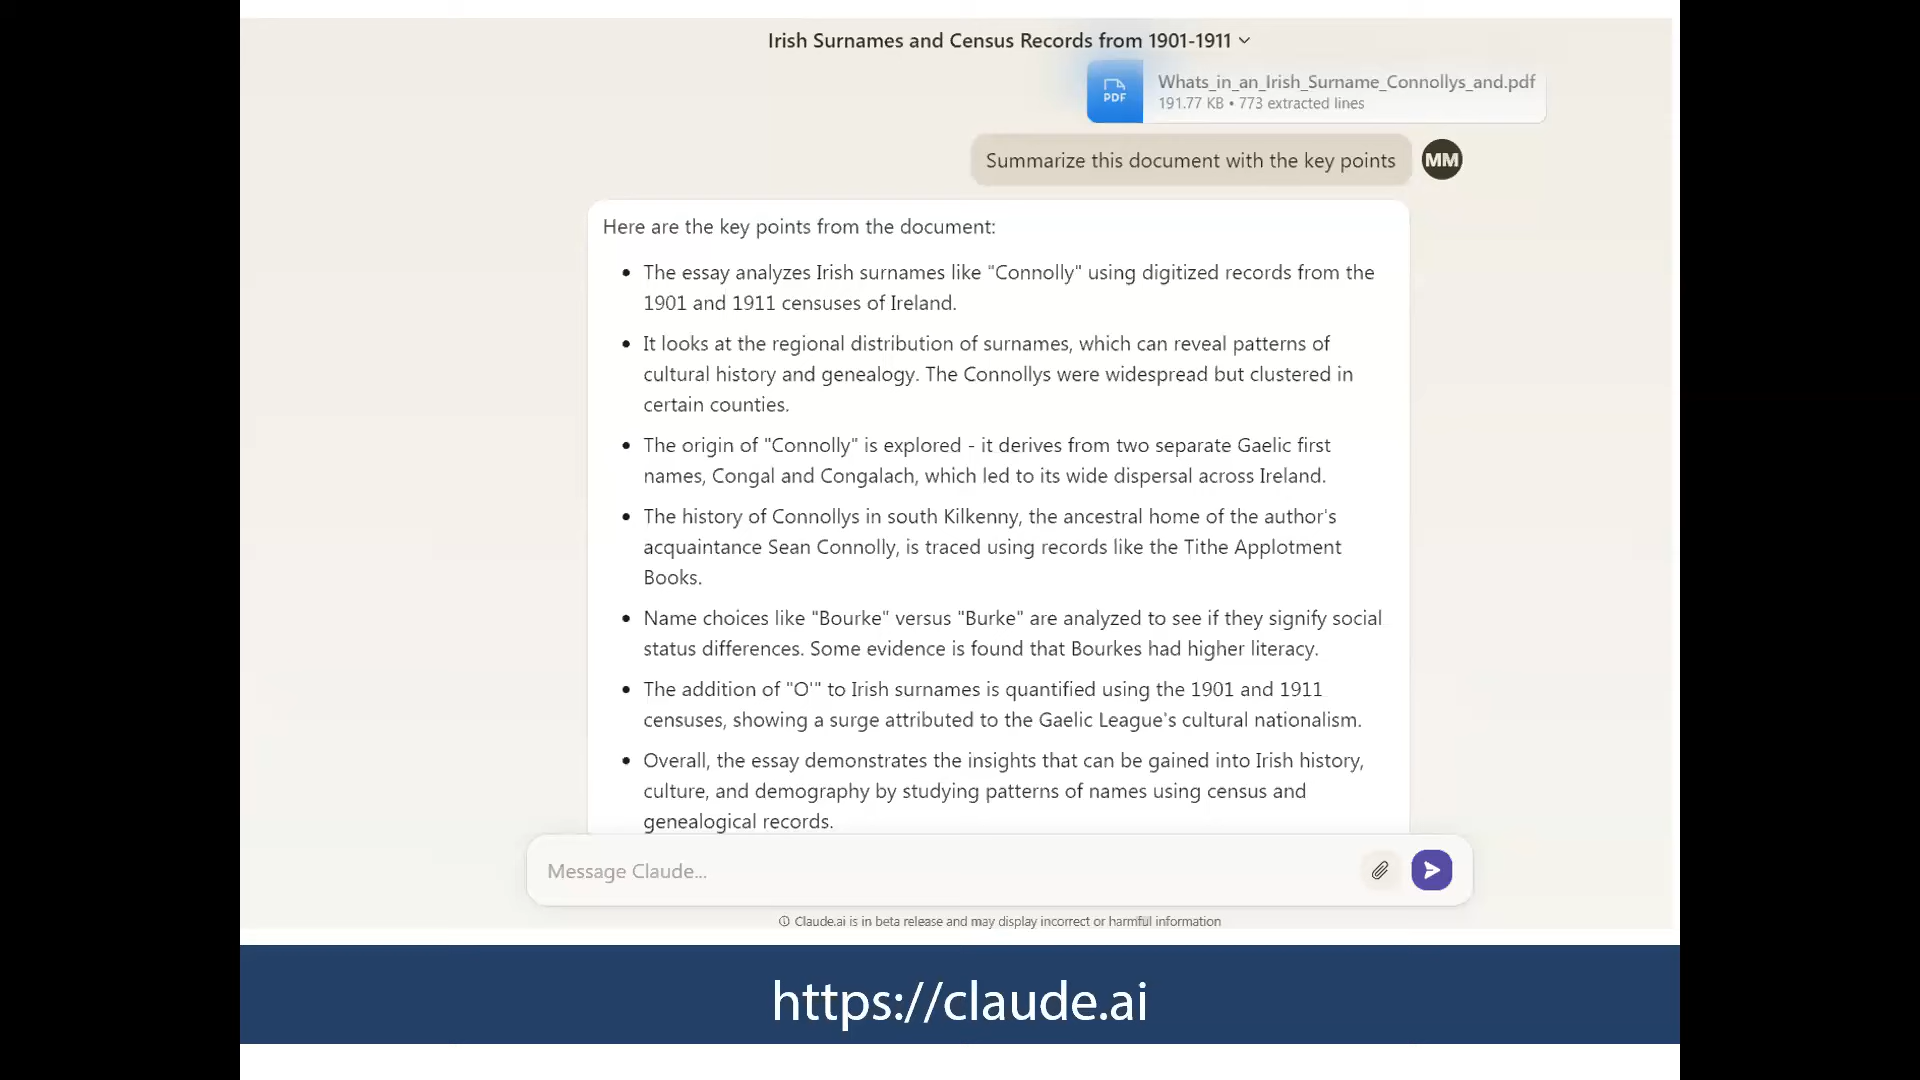 Irish Surnames and Census Records from 1901-1911
PDF
Whats_in_an_Irish_Surname_Connollys_and.pdf
191.77 KB • 773 extracted lines
Summarize this document with the key points
MM
Here are the key points from the document:
• The essay analyzes Irish surnames like "Connolly" using digitized records from the
1901 and 1911 censuses of Ireland.
• It looks at the regional distribution of surnames, which can reveal patterns of
cultural history and genealogy. The Connollys were widespread but clustered in
certain counties.
• The origin of "Connolly" is explored - it derives from two separate Gaelic first
names, Congal and Congalach, which led to its wide dispersal across Ireland.
• The history of Connollys in south Kilkenny, the ancestral home of the author's
acquaintance Sean Connolly, is traced using records like the Tithe Applotment
Books.
• Name choices like "Bourke" versus "Burke" are analyzed to see if they signify social
status differences. Some evidence is found that Bourkes had higher literacy.
• The addition of "O'" to Irish surnames is quantified using the 1901 and 1911
censuses, showing a surge attributed to the Gaelic League's cultural nationalism.
• Overall, the essay demonstrates the insights that can be gained into Irish history,
culture, and demography by studying patterns of names using census and
genealogical records.
Message Claude...
Claude.ai is in beta release and may display incorrect or harmful information
https://claude.ai